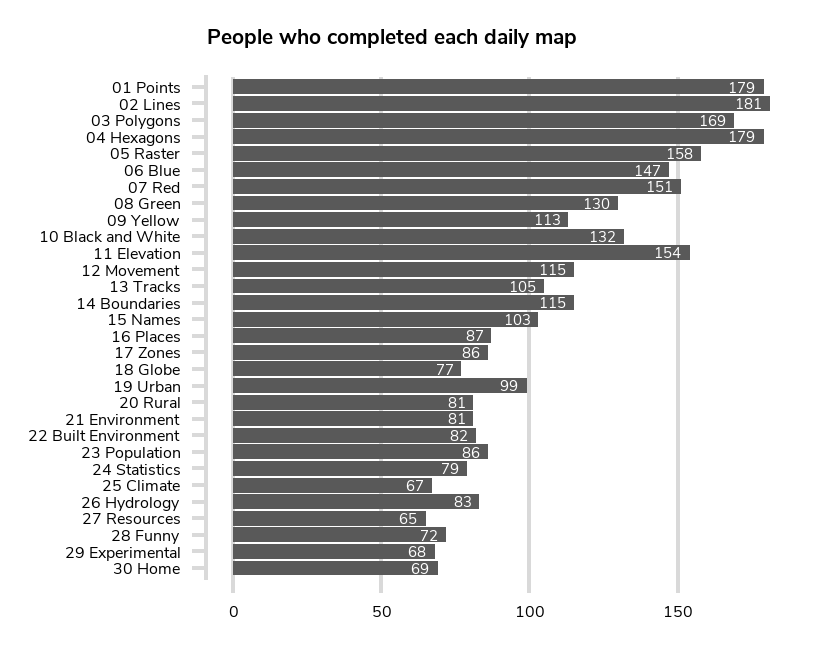 People who completed each daily map
01 Points 179
02 Lines 181
03 Polygons 169
04 Hexagons 179
05 Raster 158
06 Blue 147
07 Red 151
08 Green 130
09 Yellow 113
10 Black and White 132
11 Elevation 154
12 Movement 115
13 Tracks 105
14 Boundaries 115
15 Names 103
16 Places 87
17 Zones 86
18 Globe 77
19 Urban 99
20 Rural 81
21 Environment 81
22 Built Environment 82
23 Population 86
24 Statistics 79
25 Climate 67
26 Hydrology 83
27 Resources 65
28 Funny 72
29 Experimental 68
30 Home 69
0 50 100 150